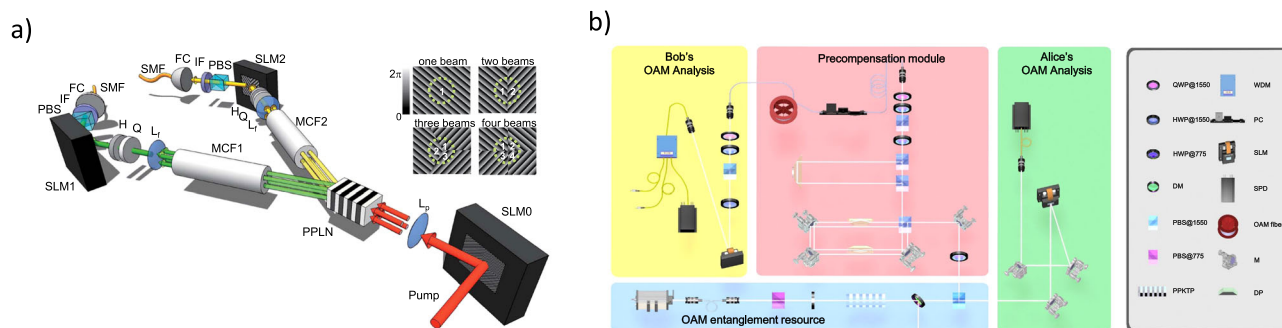 a)
b)
SLM2
FC IF PBS
SMF
FC
IF
SMF
PBS
H
Q
Lf
MCF2
H
Q
Lf
MCF1
SLM1
PPLN
Lp
SLM0
Pump
2π
0
one beam
1
two beams
1 2
three beams
1
2
3
four beams
1 2
3 4
Bob's
OAM Analysis
Precompensation module
Alice's
OAM Analysis
OAM entanglement resource
QWP@1550
WDM
HWP@1550
PC
HWP@775
SLM
DM
SPD
PBS@1550
OAM fiber
PBS@775
M
PPKTP
DP